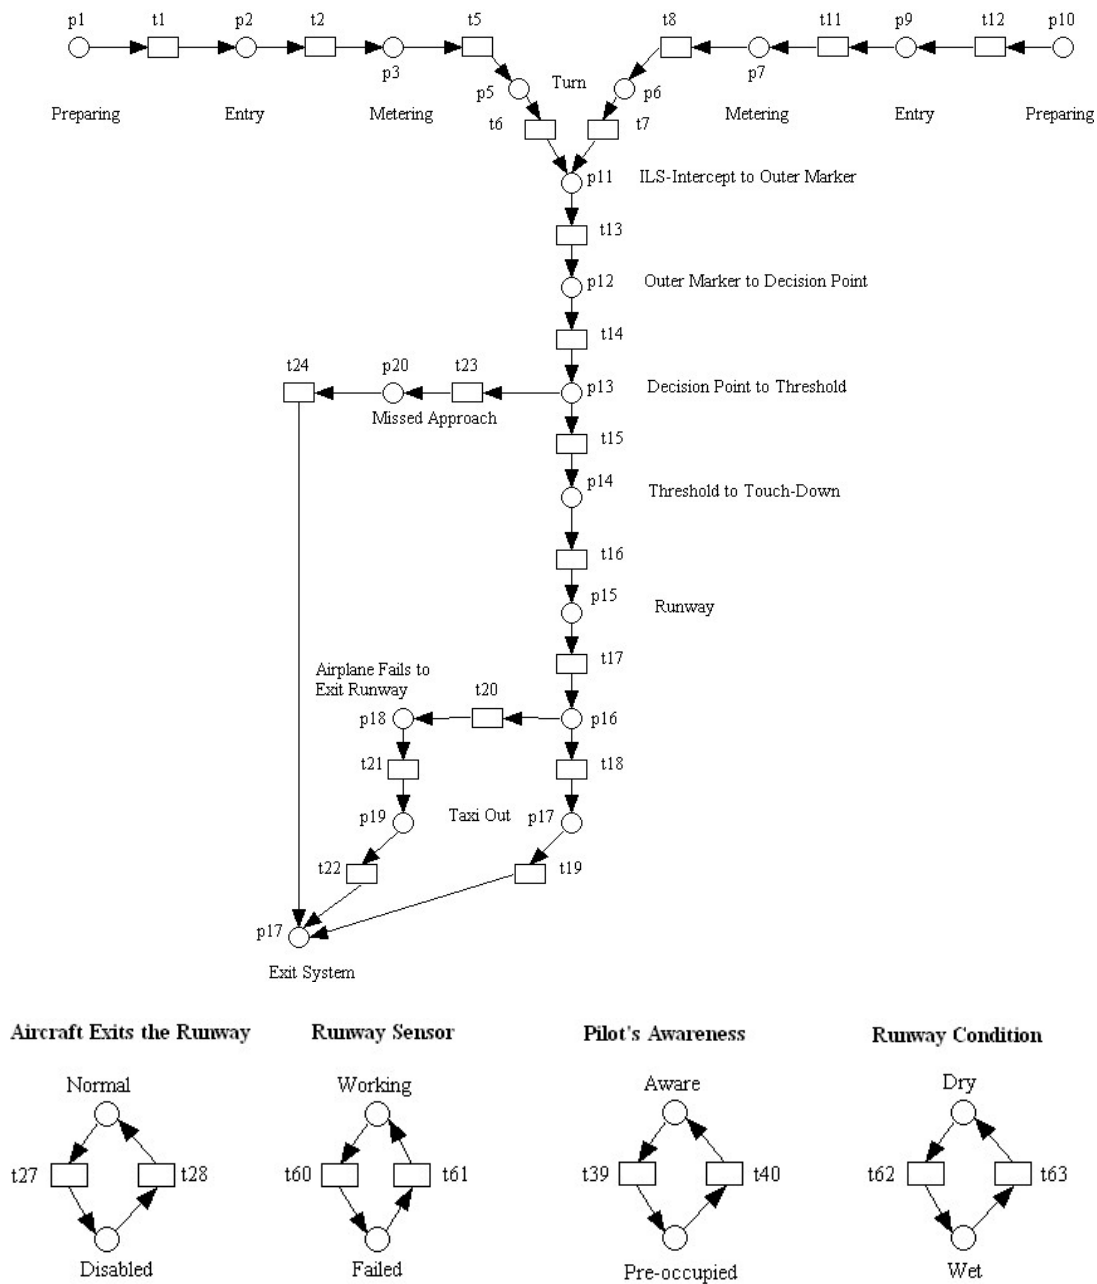 p1 t1 p2 t2 t5 t8 t11 p9 t12 p10
p3 p7
p5 Turn p6
Preparing Entry Metering t6 t7 Metering Entry Preparing
p11 ILS-Intercept to Outer Marker
t13
p12 Outer Marker to Decision Point
t14
t24 p20 t23
p13 Decision Point to Threshold
Missed Approach
t15
p14 Threshold to Touch-Down
t16
p15 Runway
t17
Airplane Fails to
Exit Runway
t20
p18 p16
t21 t18
p19 Taxi Out p17
t22 t19
p17
Exit System
Aircraft Exits the Runway Runway Sensor Pilot's Awareness Runway Condition
Normal Working Aware Dry
t27 t28 t60 t61 t39 t40 t62 t63
Disabled Failed Pre-occupied Wet